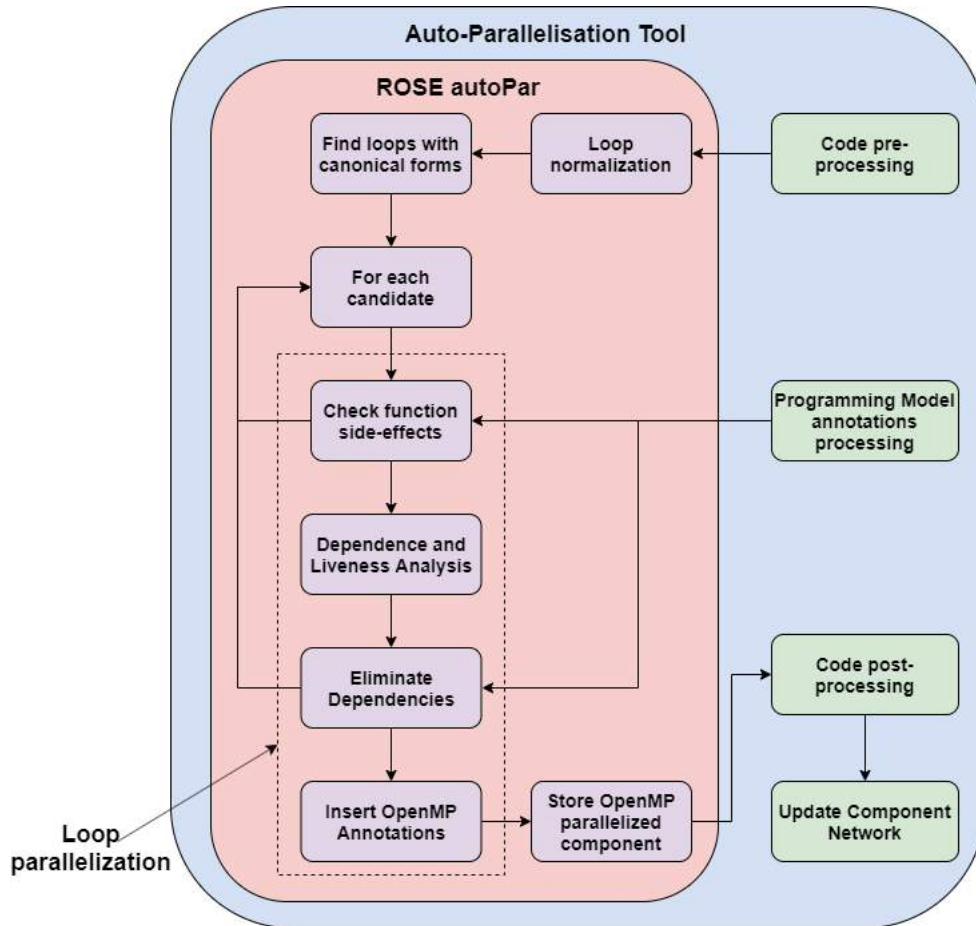 Auto-Parallelisation Tool
ROSE autoPar
Find loops with
canonical forms
Loop
normalization
Code pre-
processing
For each
candidate
Check function
side-effects
Programming Model
annotations
processing
Dependence and
Liveness Analysis
Eliminate
Dependencies
Code post-
processing
Insert OpenMP
Annotations
Store OpenMP
parallelized
component
Update Component
Network
Loop
parallelization